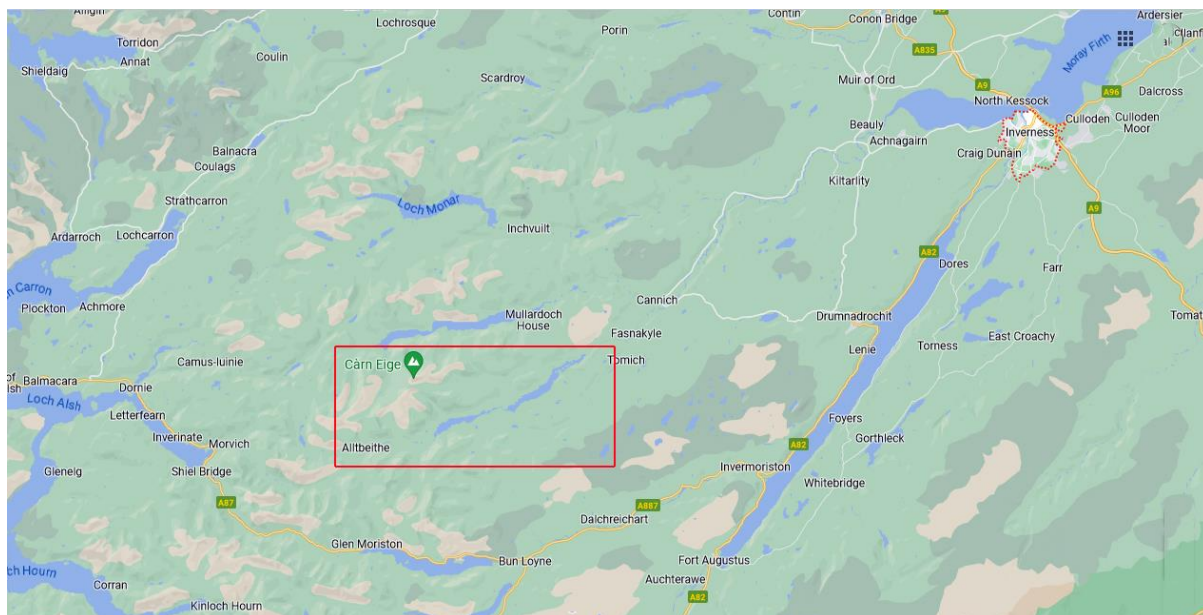 Contin
Conon Bridge
Ardersier
Lochrosque
Porin
A835
Moray Firth
Torridon
Annat
Coulin
Shieldaig
Scardroy
Muir of Ord
A9
A96
Dalcross
North Kessock
Culloden
Culloden
Moor
Beauly
Achnagairn
Inverness
Craig Dunain
Balnacra
Coulags
Kiltarlity
Strathcarron
Loch Monar
A9
Inchvuilt
Ardarroch
Lochcarron
A82
Dores
Farr
n Carron
Plockton
Achmore
Cannich
Mullardoch
House
Drumnadrochit
Tomat
Fasnakyle
East Croachy
Torness
Lenie
Camus-luinie
Càrn Eige
Tomich
of
lsh
Balmacara
Dornie
Loch Alsh
Letterfearn
Foyers
Inverinate
Morvich
Alltbeithe
Gorthleck
A82
Glenelg
Shiel Bridge
Invermoriston
Whitebridge
A87
A887
Dalchreichart
Glen Moriston
Bun Loyne
Fort Augustus
ch Hourn
Corran
Auchterawe
A82
Kinloch Hourn